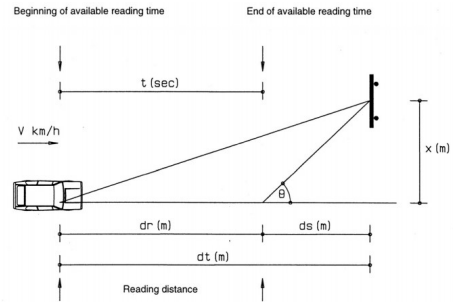 Beginning of available reading time
End of available reading time
t (sec)
V km/h
x (m)
θ
dr (m)
ds (m)
dt (m)
Reading distance